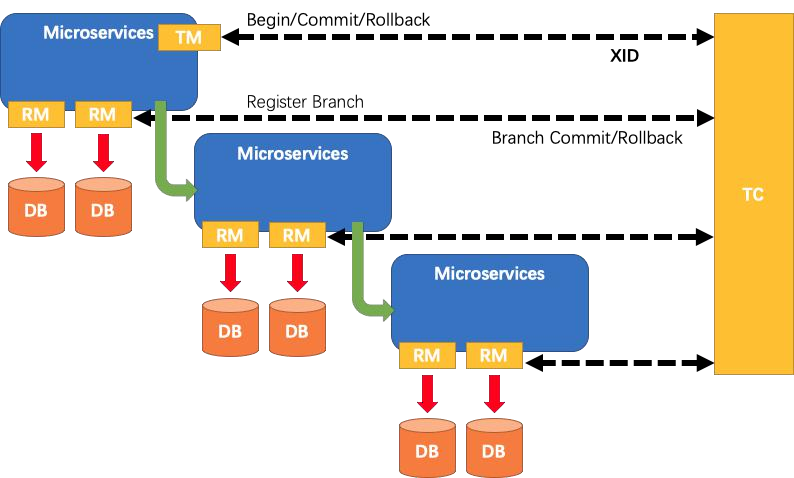 Begin/Commit/Rollback
Microservices
TM
XID
Register Branch
RM
RM
Branch Commit/Rollback
Microservices
TC
DB
DB
RM
RM
Microservices
DB
DB
RM
RM
DB
DB